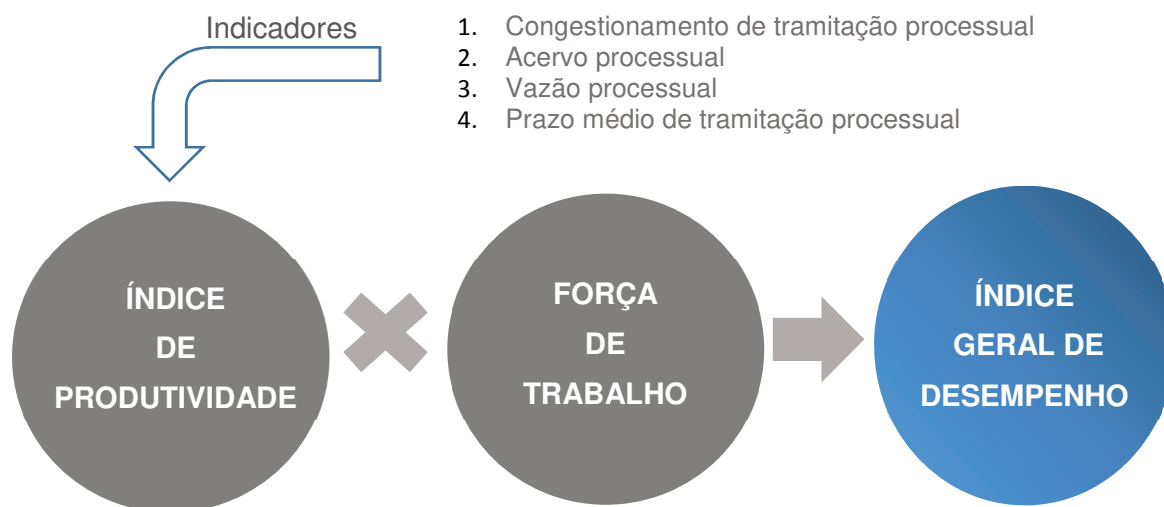 Indicadores
1. Congestionamento de tramitação processual
2. Acervo processual
3. Vazão processual
4. Prazo médio de tramitação processual
ÍNDICE
DE
PRODUTIVIDADE
FORÇA
DE
TRABALHO
ÍNDICE
GERAL DE
DESEMPENHO